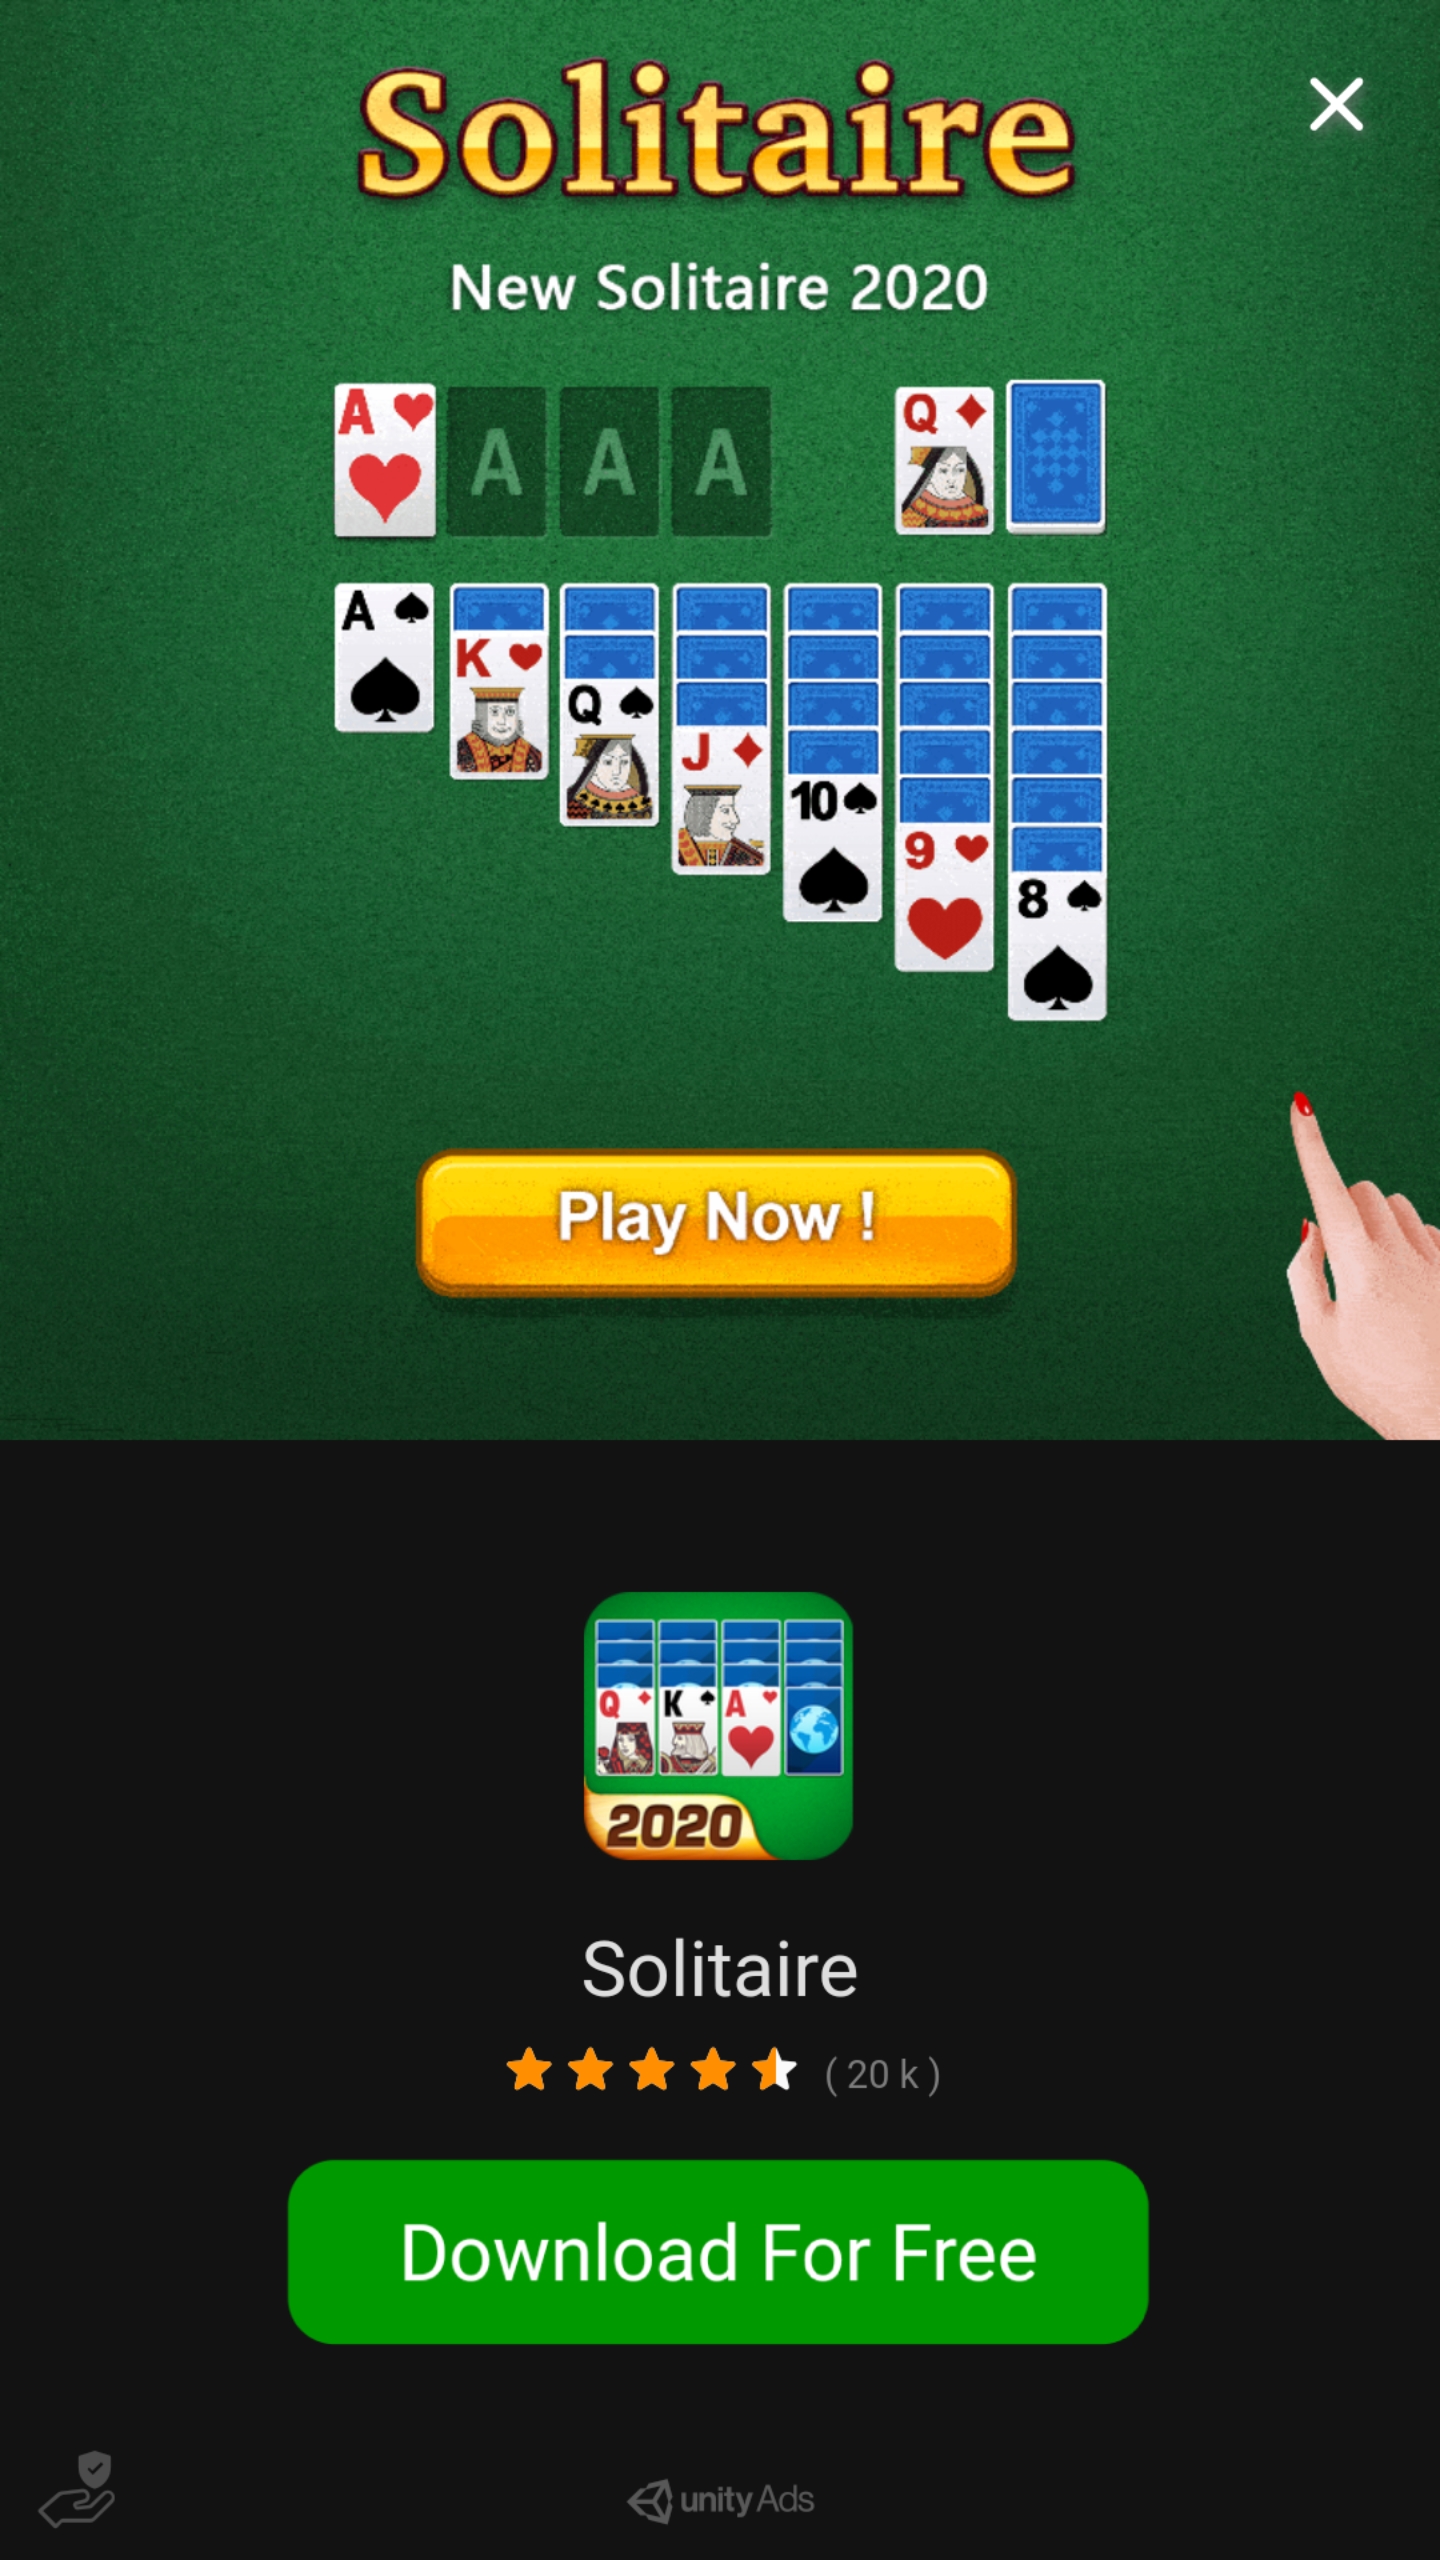 Solitaire
New Solitaire 2020
A A A A Q
A
K
Q
J
10
9
8
Play Now !
Q K A
2020
Solitaire
( 20 k )
Download For Free
unity Ads